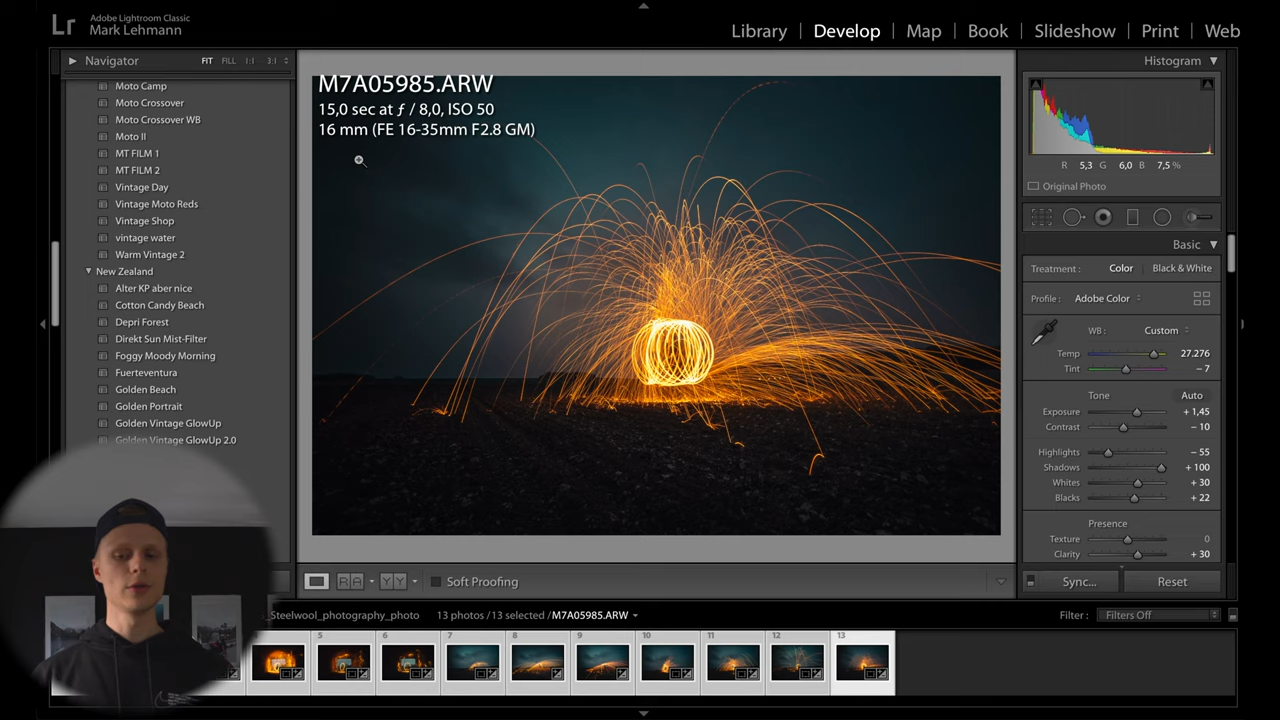 Lr
Adobe Lightroom Classic
Mark Lehmann
Library | Develop | Map | Book | Slideshow | Print | Web
Navigator FIT FILL 1:1 3:1
Moto Camp
Moto Crossover
Moto Crossover WB
Moto II
MT FILM 1
MT FILM 2
Vintage Day
Vintage Moto Reds
Vintage Shop
vintage water
Warm Vintage 2
New Zealand
Alter KP aber nice
Cotton Candy Beach
Depri Forest
Direkt Sun Mist-Filter
Foggy Moody Morning
Fuerteventura
Golden Beach
Golden Portrait
Golden Vintage GlowUp
Golden Vintage GlowUp 2.0
M7A05985.ARW
15,0 sec at ƒ / 8,0, ISO 50
16 mm (FE 16-35mm F2.8 GM)
Histogram
R 5,3 G 6,0 B 7,5 %
Original Photo
Basic
Treatment : Color Black & White
Profile : Adobe Color
WB : Custom
Temp 27.276
Tint – 7
Tone Auto
Exposure + 1,45
Contrast – 10
Highlights – 55
Shadows + 100
Whites + 30
Blacks + 22
Presence
Texture 0
Clarity + 30
R A Y Y Soft Proofing
Sync... Reset
_Steelwool_photography_photo 13 photos /13 selected /M7A05985.ARW
Filter : Filters Off
5 6 7 8 9 10 11 12 13